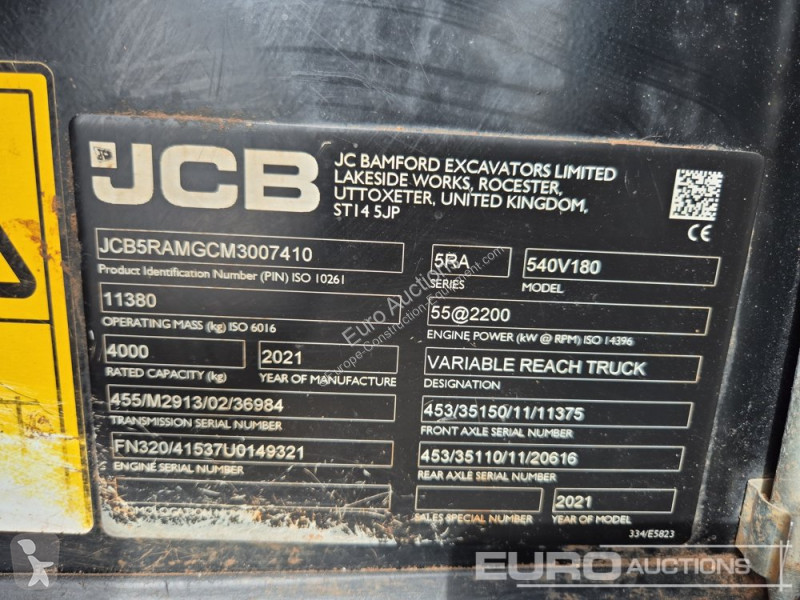 JCB
JC BAMFORD EXCAVATORS LIMITED
LAKESIDE WORKS, ROCESTER,
UTTOXETER, UNITED KINGDOM,
ST14 5JP
CE
JCB5RAMGCM3007410
Product Identification Number (PIN) ISO 10261
5RA
SERIES
540V180
MODEL
11380
OPERATING MASS (kg) ISO 6016
55@2200
ENGINE POWER (kW @ RPM) ISO 14396
4000
RATED CAPACITY (kg)
2021
YEAR OF MANUFACTURE
VARIABLE REACH TRUCK
DESIGNATION
455/M2913/02/36984
TRANSMISSION SERIAL NUMBER
453/35150/11/11375
FRONT AXLE SERIAL NUMBER
FN320/41537U0149321
ENGINE SERIAL NUMBER
453/35110/11/20616
REAR AXLE SERIAL NUMBER
SALES SPECIAL NUMBER
2021
YEAR OF MODEL
334/E5823
Euro Auctions
Europe-Construction-Equipment.com
EURO
AUCTIONS